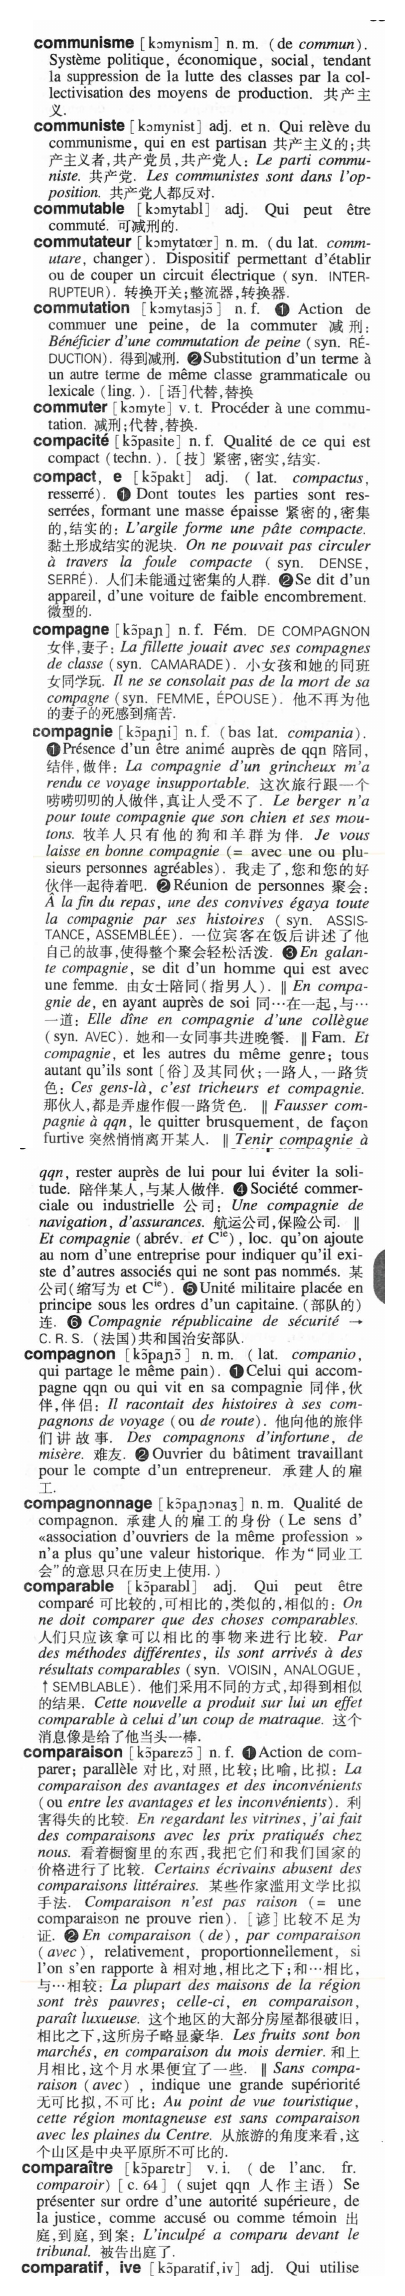 communisme [kɔmynism] n. m. (de commun).
Système politique, économique, social, tendant
la suppression de la lutte des classes par la col-
lectivisation des moyens de production. 共产主
义.
communiste [kɔmynist] adj. et n. Qui relève du
communisme, qui en est partisan 共产主义的;共
产主义者,共产党员,共产党人: Le parti commu-
niste. 共产党. Les communistes sont dans l'op-
position. 共产党人都反对.
commutable [kɔmytabl] adj. Qui peut être
commuté. 可减刑的.
commutateur [kɔmytatœr] n. m. (du lat. comm-
utare, changer). Dispositif permettant d'établir
ou de couper un circuit électrique (syn. INTER-
RUPTEUR). 转换开关;整流器,转换器.
commutation [kɔmytasjɔ̃] n. f. ❶ Action de
commuer une peine, de la commuter 减刑:
Bénéficier d'une commutation de peine (syn. RÉ-
DUCTION). 得到减刑. ❷Substitution d'un terme à
un autre terme de même classe grammaticale ou
lexicale (ling.). [语]代替,替换
commuter [kɔmyte] v. t. Procéder à une commu-
tation. 减刑;代替,替换.
compacité [kɔ̃pasite] n. f. Qualité de ce qui est
compact (techn.). [技] 紧密,密实,结实.
compact, e [kɔ̃pakt] adj. (lat. compactus,
resserré). ❶ Dont toutes les parties sont res-
serrées, formant une masse épaisse 紧密的,密集
的,结实的: L'argile forme une pâte compacte.
黏土形成结实的泥块. On ne pouvait pas circuler
à travers la foule compacte (syn. DENSE,
SERRÉ). 人们未能通过密集的人群. ❷Se dit d'un
appareil, d'une voiture de faible encombrement.
微型的.
compagne [kɔ̃paɲ] n. f. Fém. DE COMPAGNON
女伴,妻子: La fillette jouait avec ses compagnes
de classe (syn. CAMARADE). 小女孩和她的同班
女同学玩. Il ne se consolait pas de la mort de sa
compagne (syn. FEMME, ÉPOUSE). 他不再为他
的妻子的死感到痛苦.
compagnie [kɔ̃paɲi] n. f. (bas lat. compania).
❶Présence d'un être animé auprès de qqn 陪同,
结伴,做伴: La compagnie d'un grincheux m'a
rendu ce voyage insupportable. 这次旅行跟一个
唠唠叨叨的人做伴,真让人受不了. Le berger n'a
pour toute compagnie que son chien et ses mou-
tons. 牧羊人只有他的狗和羊群为伴. Je vous
laisse en bonne compagnie (= avec une ou plu-
sieurs personnes agréables). 我走了,您和您的好
伙伴一起待着吧. ❷Réunion de personnes 聚会:
À la fin du repas, une des convives égaya toute
la compagnie par ses histoires (syn. ASSIS-
TANCE, ASSEMBLÉE). 一位宾客在饭后讲述了他
自己的故事,使得整个聚会轻松活泼. ❸En galan-
te compagnie, se dit d'un homme qui est avec
une femme. 由女士陪同(指男人). ‖ En compa-
gnie de, en ayant auprès de soi 同…在一起,与…
一道: Elle dîne en compagnie d'une collègue
(syn. AVEC). 她和一女同事共进晚餐. ‖ Fam. Et
compagnie, et les autres du même genre; tous
autant qu'ils sont [俗]及其同伙;一路人,一路货
色: Ces gens-là, c'est tricheurs et compagnie.
那伙人,都是弄虚作假一路货色. ‖ Fausser com-
pagnie à qqn, le quitter brusquement, de façon
furtive 突然悄悄离开某人. ‖ Tenir compagnie à
qqn, rester auprès de lui pour lui éviter la soli-
tude. 陪伴某人,与某人做伴. ❹Société commer-
ciale ou industrielle 公司: Une compagnie de
navigation, d'assurances. 航运公司,保险公司. ‖
Et compagnie (abrév. et Cie), loc. qu'on ajoute
au nom d'une entreprise pour indiquer qu'il exi-
ste d'autres associés qui ne sont pas nommés. 某
公司(缩写为 et Cie). ❺Unité militaire placée en
principe sous les ordres d'un capitaine. (部队的)
连. ❻ Compagnie républicaine de sécurité →
C.R.S. (法国)共和国治安部队.
compagnon [kɔ̃paɲɔ̃] n. m. (lat. companio,
qui partage le même pain). ❶Celui qui accom-
pagne qqn ou qui vit en sa compagnie 同伴,伙
伴,伴侣: Il racontait des histoires à ses com-
pagnons de voyage (ou de route). 他向他的旅伴
们讲故事. Des compagnons d'infortune, de
misère. 难友. ❷Ouvrier du bâtiment travaillant
pour le compte d'un entrepreneur. 承建人的雇
工.
compagnonnage [kɔ̃paɲɔnaʒ] n. m. Qualité de
compagnon. 承建人的雇工的身份 (Le sens d'
«association d'ouvriers de la même profession »
n'a plus qu'une valeur historique. 作为“同业工
会”的意思只在历史上使用.)
comparable [kɔ̃parabl] adj. Qui peut être
comparé 可比较的,可相比的,类似的,相似的: On
ne doit comparer que des choses comparables.
人们只应该拿可以相比的事物来进行比较. Par
des méthodes différentes, ils sont arrivés à des
résultats comparables (syn. VOISIN, ANALOGUE,
↑ SEMBLABLE). 他们采用不同的方式,却得到相似
的结果. Cette nouvelle a produit sur lui un effet
comparable à celui d'un coup de matraque. 这个
消息像是给了他当头一棒.
comparaison [kɔ̃parɛzɔ̃] n. f. ❶Action de com-
parer; parallèle 对比,对照,比较;比喻,比拟: La
comparaison des avantages et des inconvénients
(ou entre les avantages et les inconvénients). 利
害得失的比较. En regardant les vitrines, j'ai fait
des comparaisons avec les prix pratiqués chez
nous. 看着橱窗里的东西,我把它们和我们国家的
价格进行了比较. Certains écrivains abusent des
comparaisons littéraires. 某些作家滥用文学比拟
手法. Comparaison n'est pas raison (= une
comparaison ne prouve rien). [谚]比较不足为
证. ❷En comparaison (de), par comparaison
(avec), relativement, proportionnellement, si
l'on s'en rapporte à 相对地,相比之下;和…相比,
与…相较: La plupart des maisons de la région
sont très pauvres; celle-ci, en comparaison,
paraît luxueuse. 这个地区的大部分房屋都很破旧,
相比之下,这所房子略显豪华. Les fruits sont bon
marchés, en comparaison du mois dernier. 和上
月相比,这个月水果便宜了一些. ‖ Sans compa-
raison (avec), indique une grande supériorité
无可比拟,不可比: Au point de vue touristique,
cette région montagneuse est sans comparaison
avec les plaines du Centre. 从旅游的角度来看,这
个山区是中央平原所不可比的.
comparaître [kɔ̃parɛtr] v. i. (de l'anc. fr.
comparoir) [c. 64] (sujet qqn 人作主语) Se
présenter sur ordre d'une autorité supérieure, de
la justice, comme accusé ou comme témoin 出
庭,到庭,到案: L'inculpé a comparu devant le
tribunal. 被告出庭了.
comparatif, ive [kɔ̃paratif,iv] adj. Qui utilise